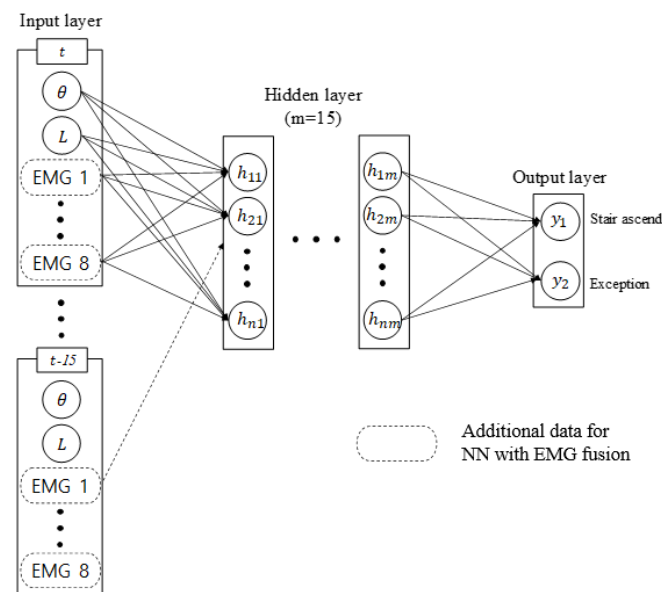 Input layer
t
θ
L
EMG 1
EMG 8
t-15
θ
L
EMG 1
EMG 8
Hidden layer
(m=15)
h11
h21
hn1
h1m
h2m
hnm
Output layer
y1
Stair ascend
y2
Exception
Additional data for
NN with EMG fusion